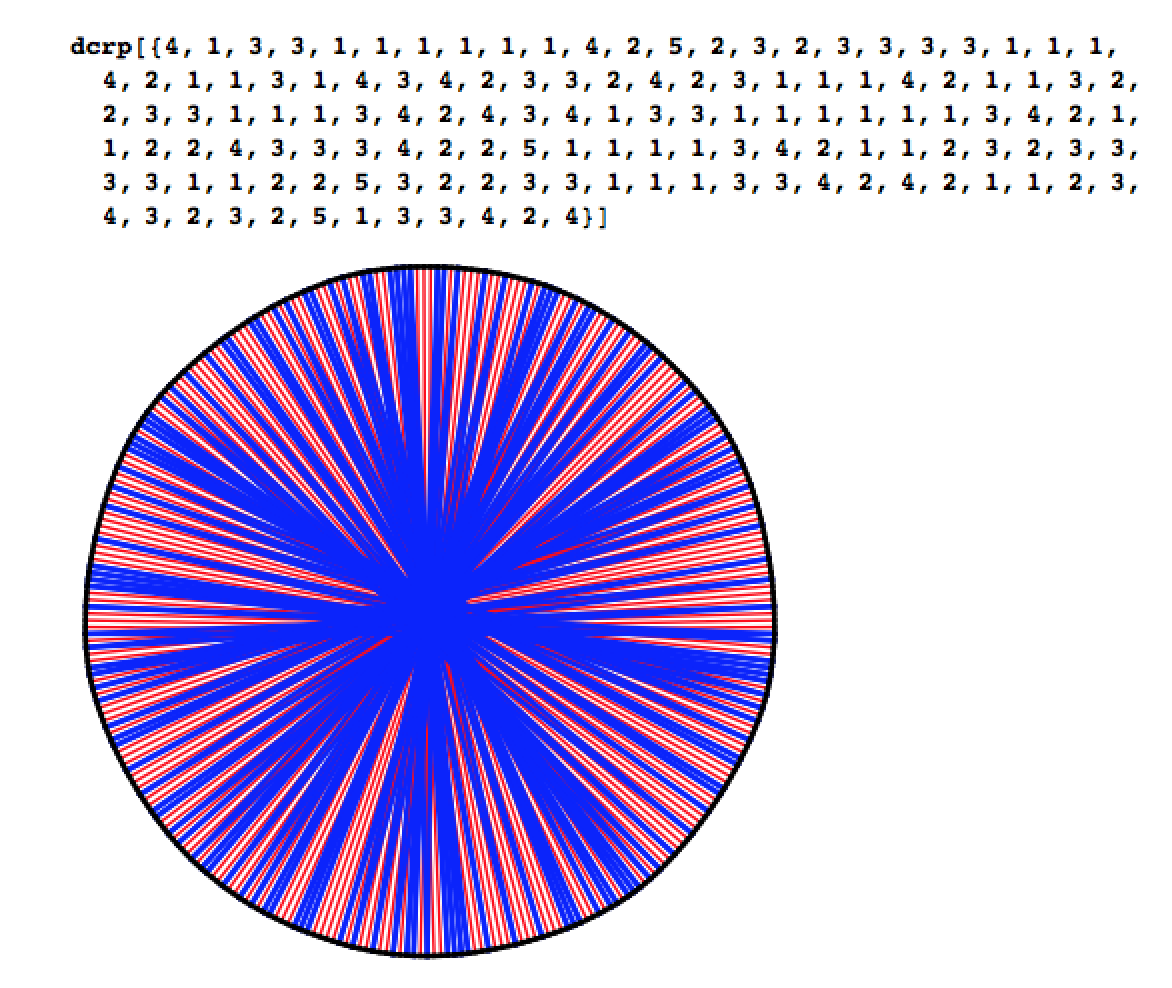 dcrp[{4, 1, 3, 3, 1, 1, 1, 1, 1, 1, 4, 2, 5, 2, 3, 2, 3, 3, 3, 3, 1, 1, 1,
4, 2, 1, 1, 3, 1, 4, 3, 4, 2, 3, 3, 2, 4, 2, 3, 1, 1, 1, 4, 2, 1, 1, 3, 2,
2, 3, 3, 1, 1, 1, 3, 4, 2, 4, 3, 4, 1, 3, 3, 1, 1, 1, 1, 1, 1, 3, 4, 2, 1,
1, 2, 2, 4, 3, 3, 3, 4, 2, 2, 5, 1, 1, 1, 1, 3, 4, 2, 1, 1, 2, 3, 2, 3, 3,
3, 3, 1, 1, 2, 2, 5, 3, 2, 2, 3, 3, 1, 1, 1, 3, 3, 4, 2, 4, 2, 1, 1, 2, 3,
4, 3, 2, 3, 2, 5, 1, 3, 3, 4, 2, 4}]